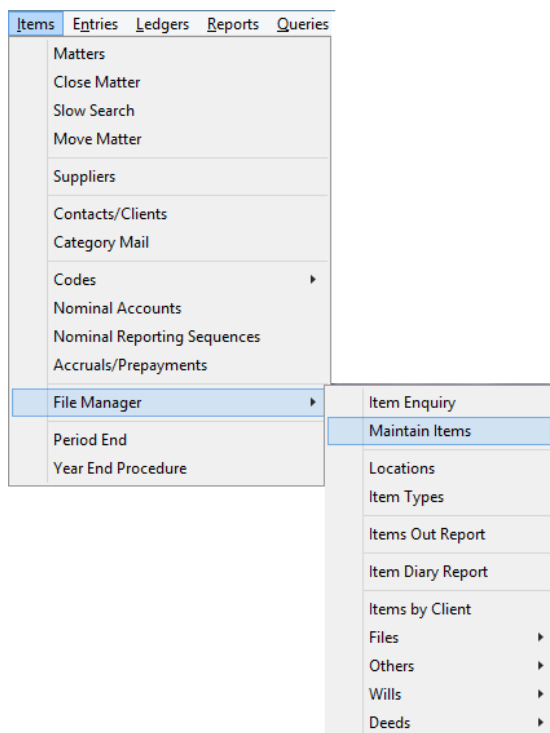 Items Entries Ledgers Reports Queries
Matters
Close Matter
Slow Search
Move Matter
Suppliers
Contacts/Clients
Category Mail
Codes
Nominal Accounts
Nominal Reporting Sequences
Accruals/Prepayments
File Manager
Period End
Year End Procedure
Item Enquiry
Maintain Items
Locations
Item Types
Items Out Report
Item Diary Report
Items by Client
Files
Others
Wills
Deeds